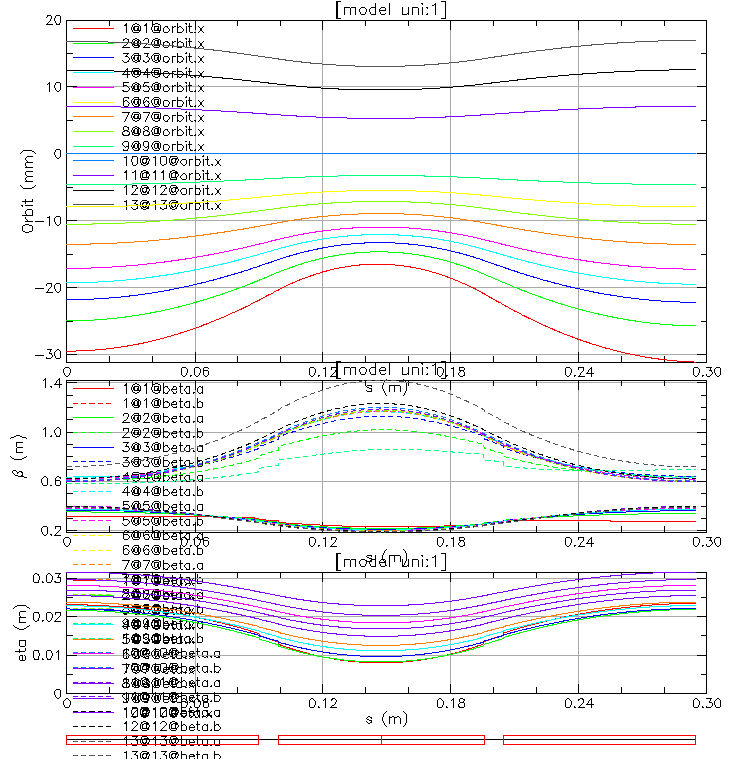 [model uni:1]
20
10
0
−10
−20
−30
Orbit (mm)
1@1@orbit.x
2@2@orbit.x
3@3@orbit.x
4@4@orbit.x
5@5@orbit.x
6@6@orbit.x
7@7@orbit.x
8@8@orbit.x
9@9@orbit.x
10@10@orbit.x
11@11@orbit.x
12@12@orbit.x
13@13@orbit.x
0 0.06 0.12 0.18 0.24 0.30
s (m)
[model uni:1]
1.4
1.0
0.6
0.2
β (m)
1@1@beta.a
1@1@beta.b
2@2@beta.a
2@2@beta.b
3@3@beta.a
3@3@beta.b
4@4@beta.a
4@4@beta.b
5@5@beta.a
5@5@beta.b
6@6@beta.a
6@6@beta.b
7@7@beta.a
0 0.06 0.12 0.18 0.24 0.30
s (m)
[model uni:1]
0.03
0.02
0.01
0
eta (m)
12@12@beta.b
13@13@beta.a
13@13@beta.b
0.06 0.12 0.18 0.24 0.30
s (m)